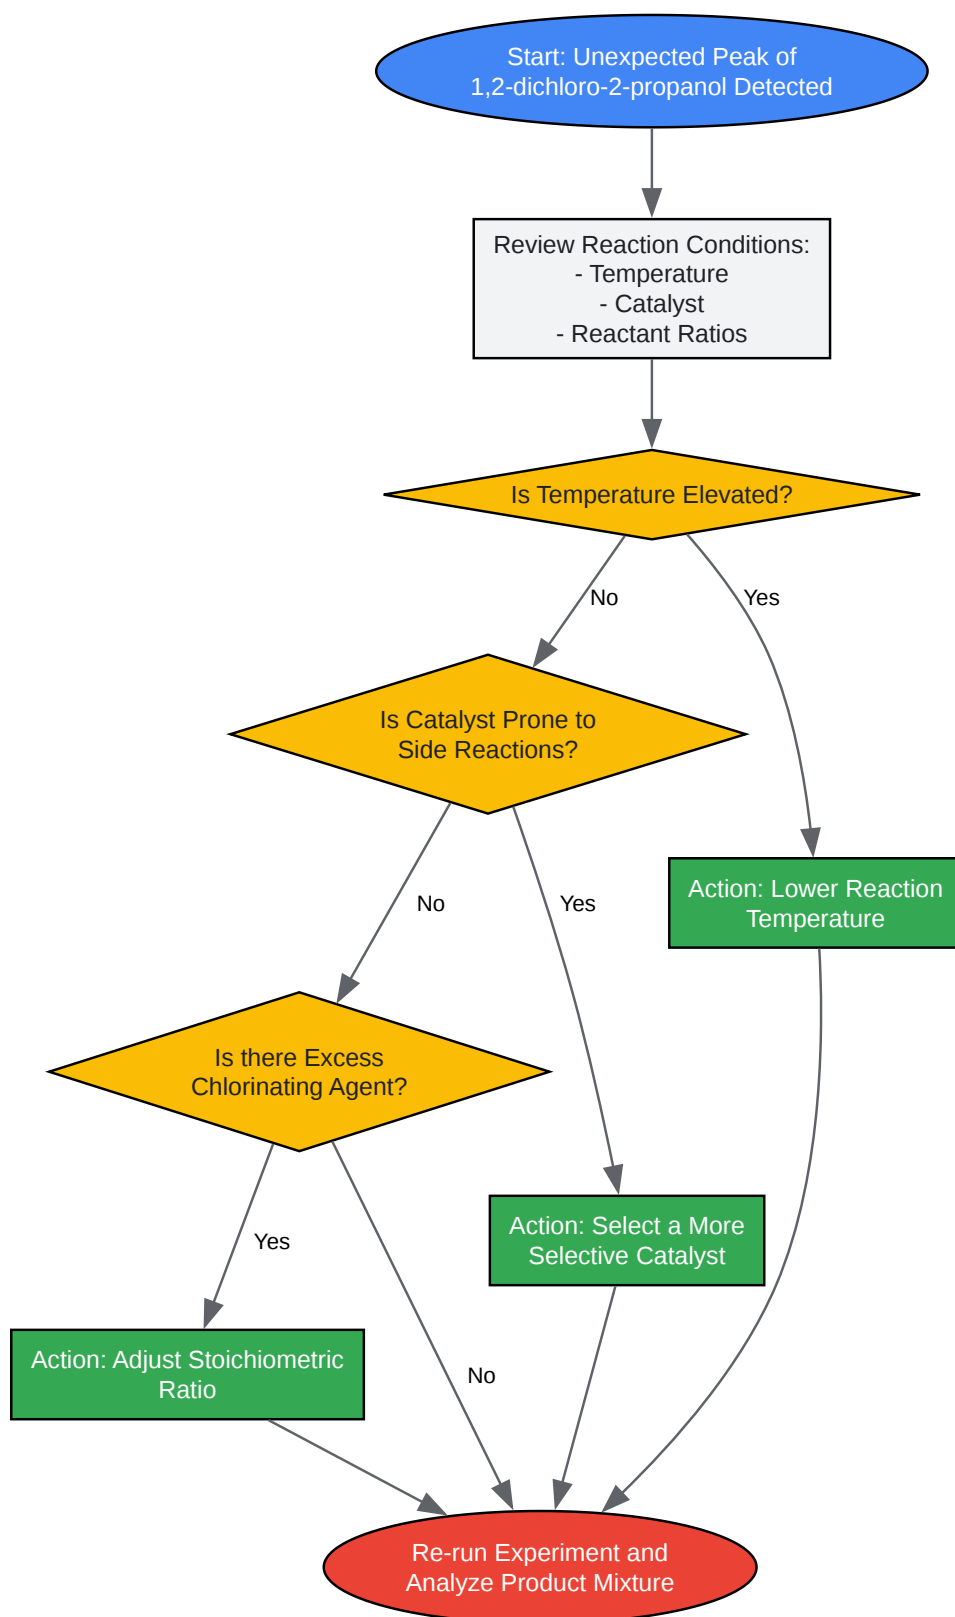 Start: Unexpected Peak of
1,2-dichloro-2-propanol Detected
Review Reaction Conditions:
- Temperature
- Catalyst
- Reactant Ratios
Is Temperature Elevated?
No
Yes
Is Catalyst Prone to
Side Reactions?
Action: Lower Reaction
Temperature
No
Yes
Is there Excess
Chlorinating Agent?
Action: Select a More
Selective Catalyst
Yes
Action: Adjust Stoichiometric
Ratio
No
Re-run Experiment and
Analyze Product Mixture